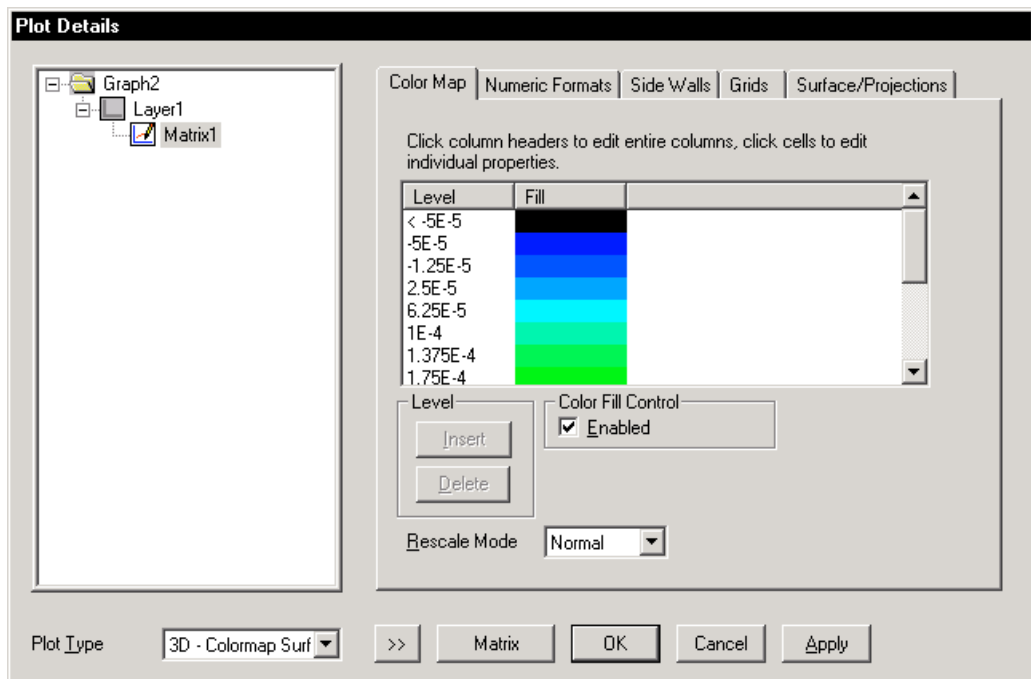 Plot Details
Graph2
Layer1
Matrix1
Color Map Numeric Formats Side Walls Grids Surface/Projections
Click column headers to edit entire columns, click cells to edit
individual properties.
Level Fill
< -5E-5
-5E-5
-1.25E-5
2.5E-5
6.25E-5
1E-4
1.375E-4
1.75E-4
Level Color Fill Control
Insert Enabled
Delete
Rescale Mode Normal
Plot Type 3D - Colormap Surf >> Matrix OK Cancel Apply